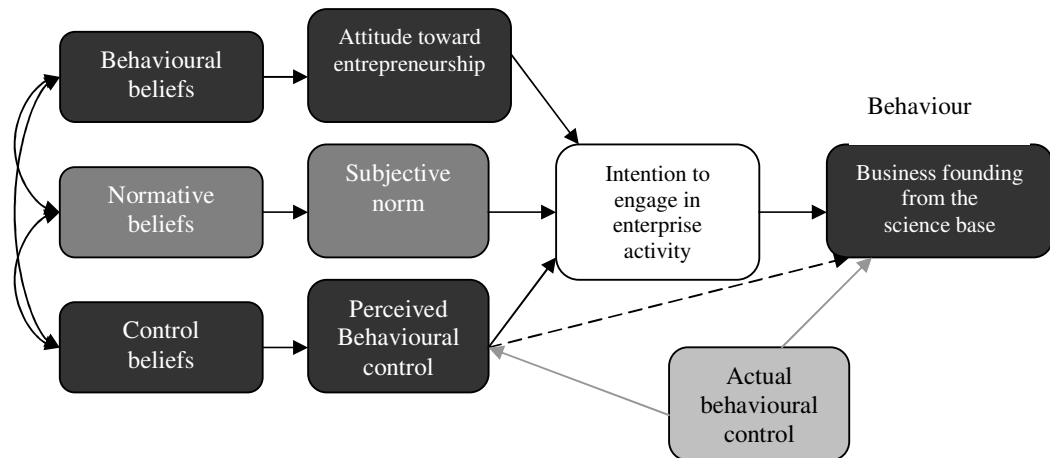 Behavioural
beliefs
Attitude toward
entrepreneurship
Behaviour
Normative
beliefs
Subjective
norm
Intention to
engage in
enterprise
activity
Business founding
from the
science base
Control
beliefs
Perceived
Behavioural
control
Actual
behavioural
control